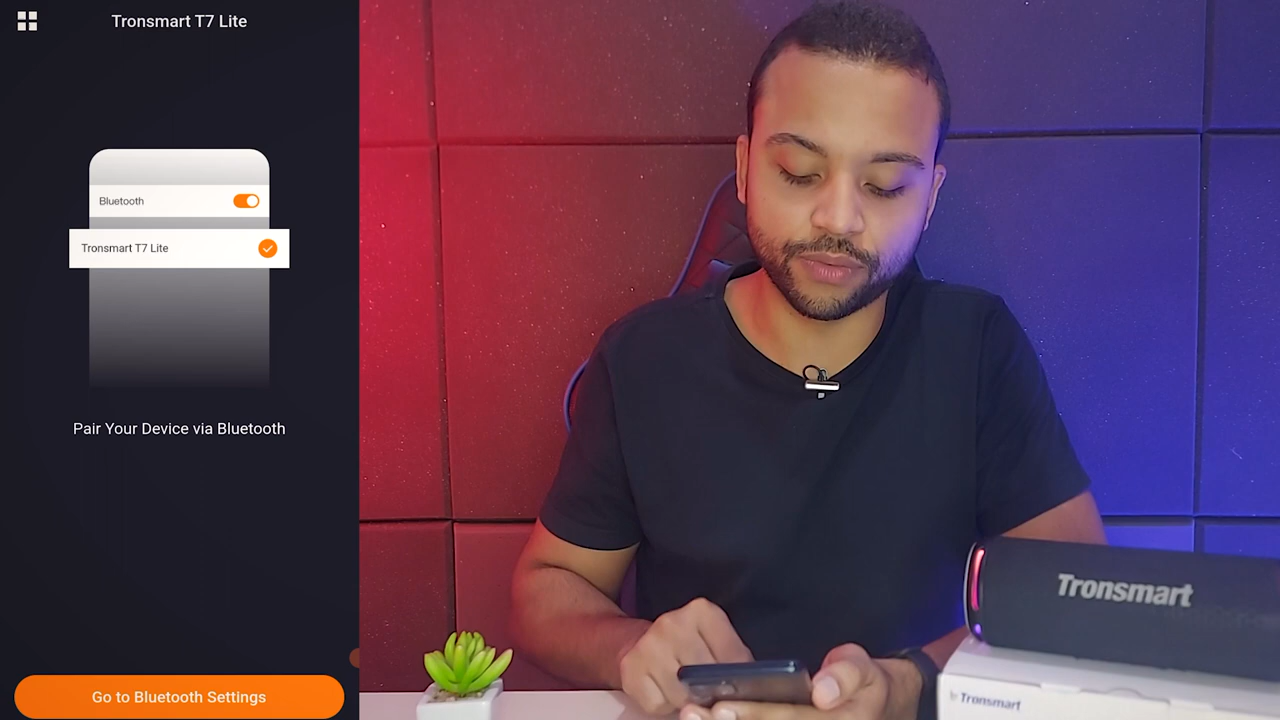 Tronsmart T7 Lite
Bluetooth
Tronsmart T7 Lite
Pair Your Device via Bluetooth
Go to Bluetooth Settings
Tronsmart
Tronsmart